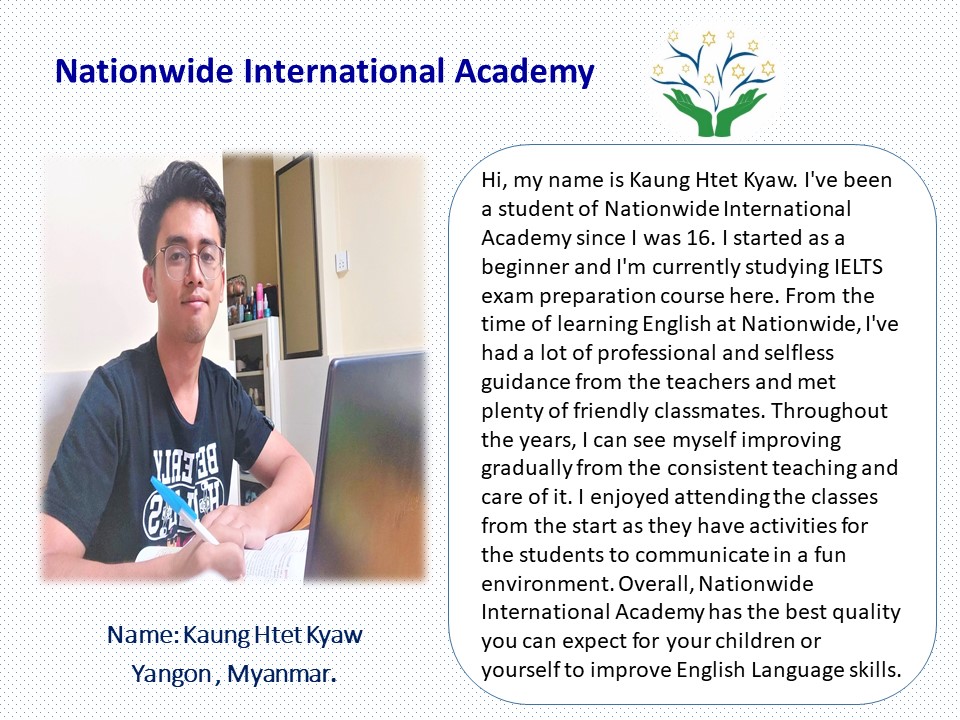 Nationwide International Academy
Hi, my name is Kaung Htet Kyaw. I've been
a student of Nationwide International
Academy since I was 16. I started as a
beginner and I'm currently studying IELTS
exam preparation course here. From the
time of learning English at Nationwide, I've
had a lot of professional and selfless
guidance from the teachers and met
plenty of friendly classmates. Throughout
the years, I can see myself improving
gradually from the consistent teaching and
care of it. I enjoyed attending the classes
from the start as they have activities for
the students to communicate in a fun
environment. Overall, Nationwide
International Academy has the best quality
you can expect for your children or
yourself to improve English Language skills.
BEVERLY
HILLS
Name: Kaung Htet Kyaw
Yangon , Myanmar.